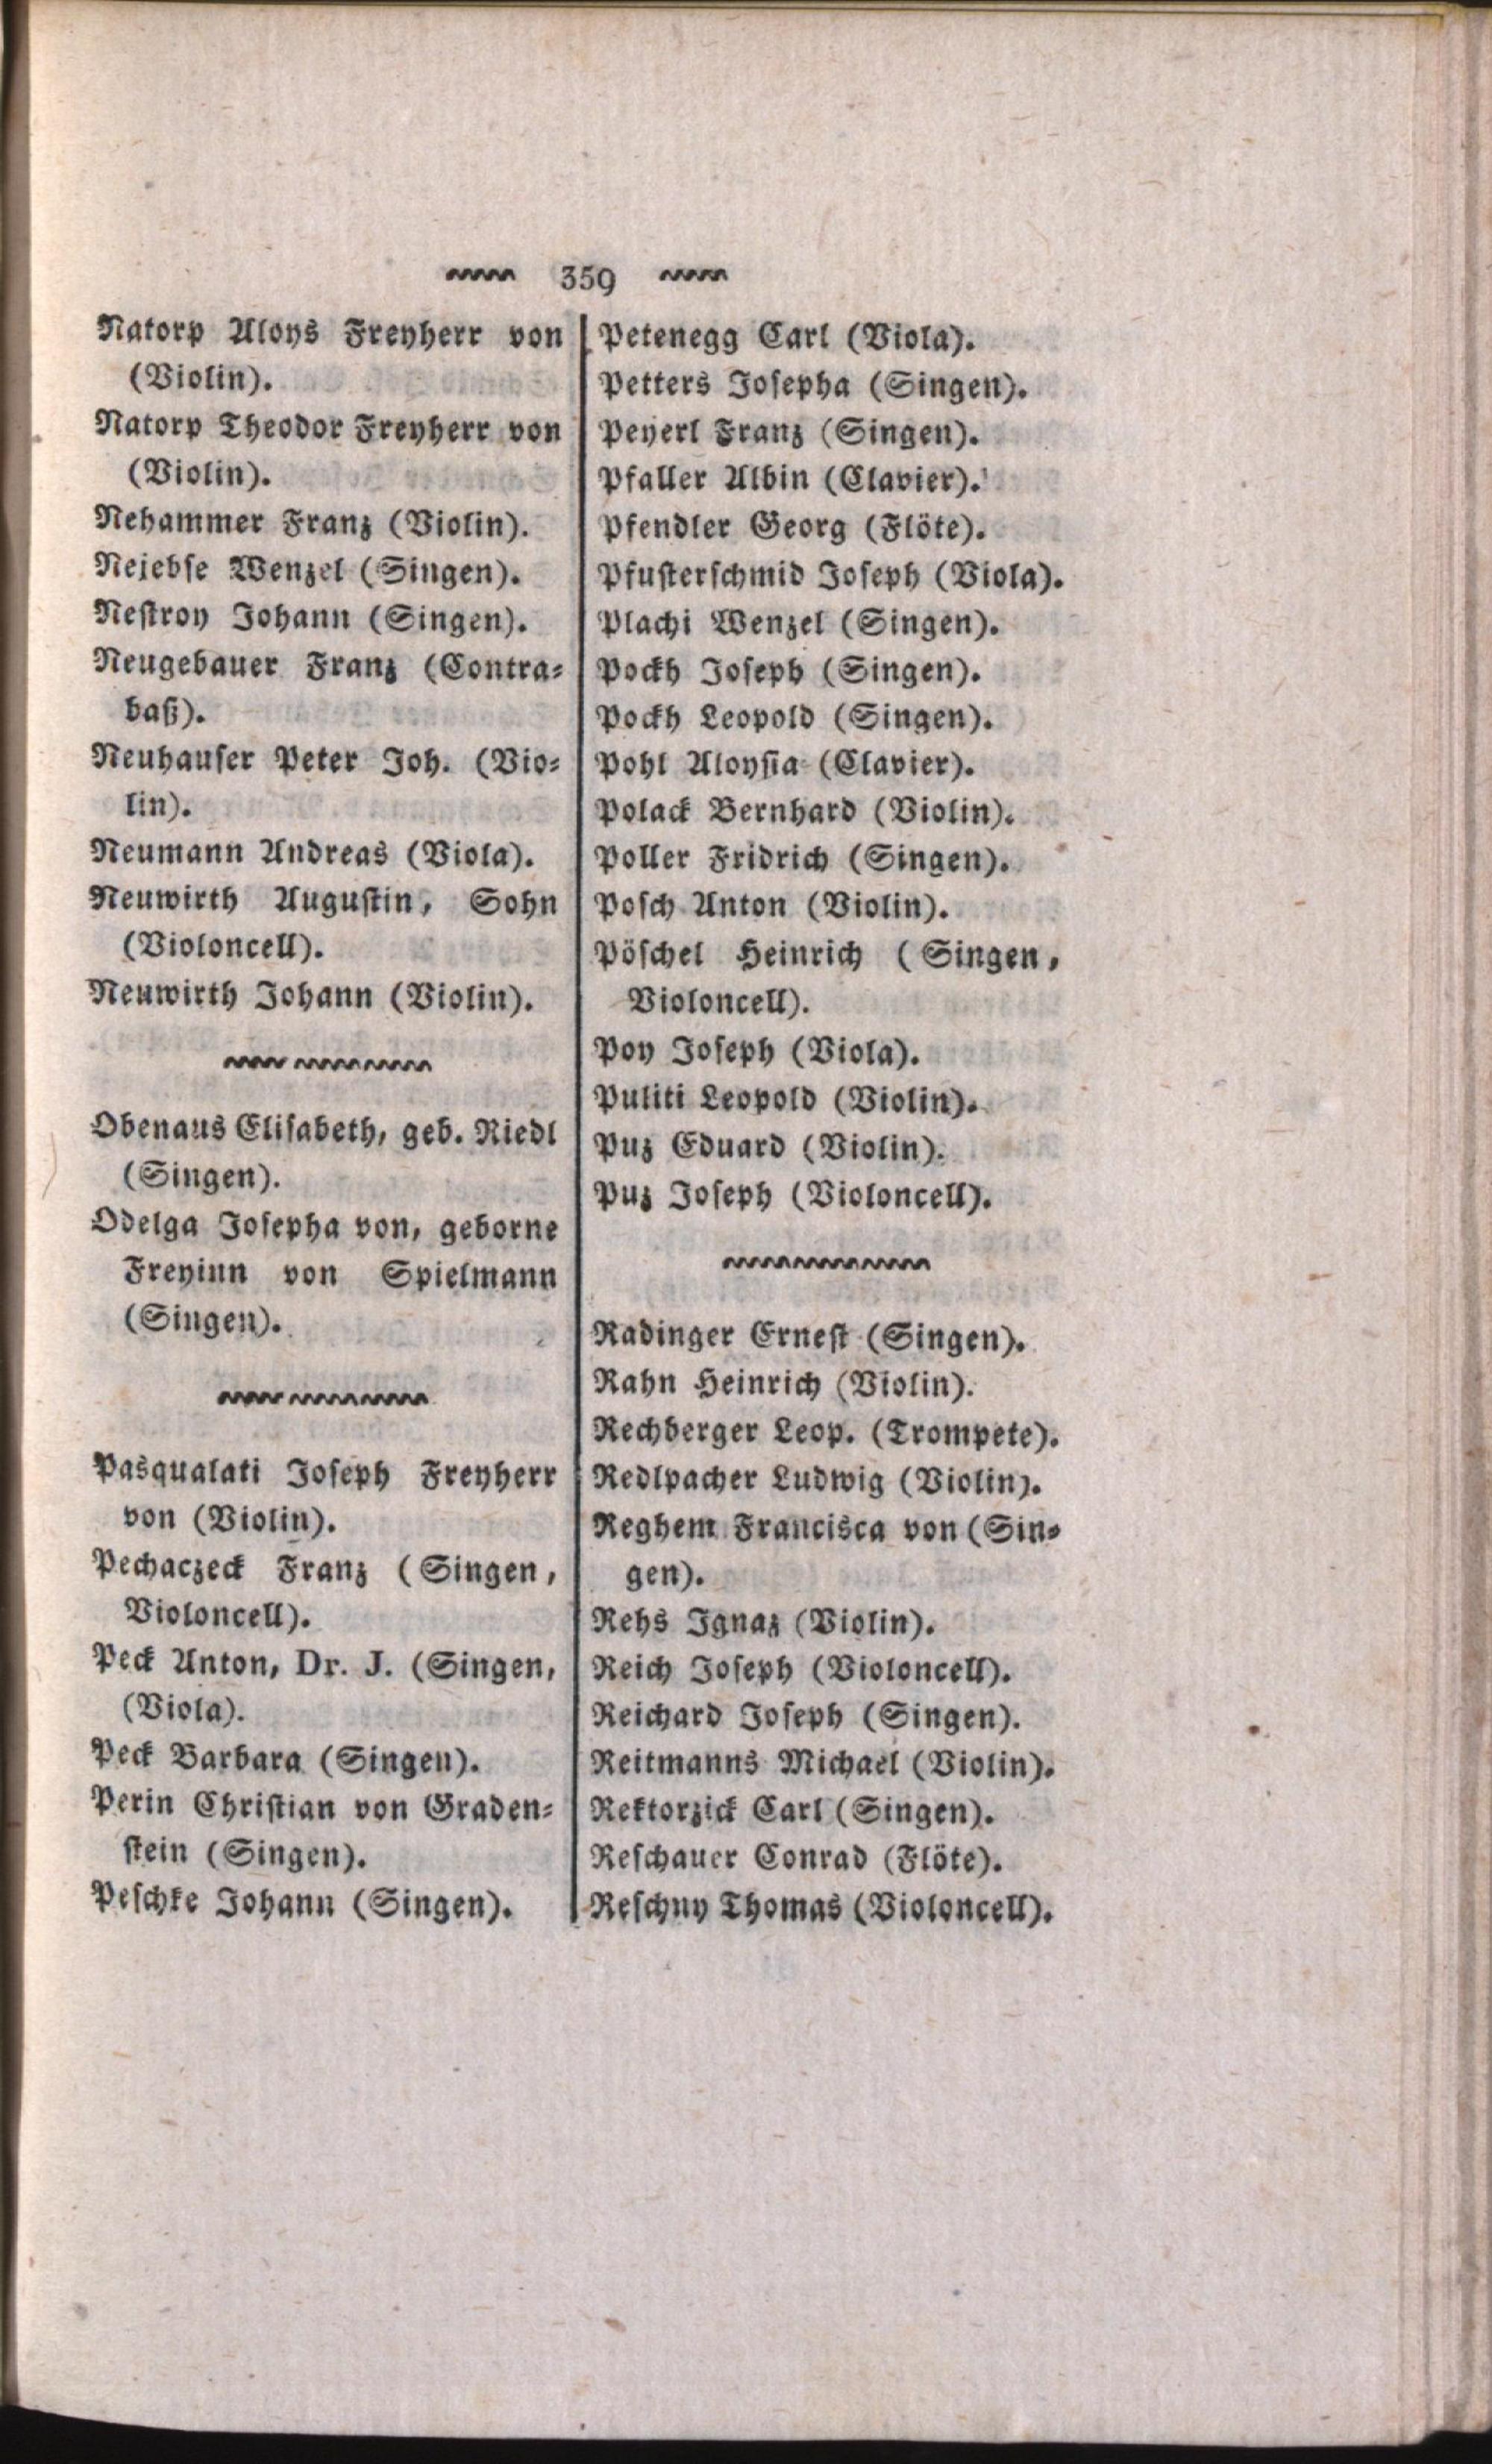 359
Natorp Aloys Freyherr von
(Violin).
Natorp Theodor Freyherr von
(Violin).
Nehammer Franz (Violin).
Nejebse Wenzel (Singen).
Nestroy Johann (Singen).
Neugebauer Franz (Contra-
baß).
Neuhauser Peter Joh. (Vio-
lin).
Neumann Andreas (Viola).
Neuwirth Augustin, Sohn
(Violoncell).
Neuwirth Johann (Violin).
Obenaus Elisabeth, geb. Riedl
(Singen).
Odelga Josepha von, geborne
Freyinn von Spielmann
(Singen).
Pasqualati Joseph Freyherr
von (Violin).
Pechaczeck Franz (Singen,
Violoncell).
Peck Anton, Dr. J. (Singen,
(Viola).
Peck Barbara (Singen).
Perin Christian von Graden-
stein (Singen).
Peschke Johann (Singen).
Petenegg Carl (Viola).
Petters Josepha (Singen).
Peyerl Franz (Singen).
Pfaller Albin (Clavier).
Pfendler Georg (Flöte).
Pfusterschmid Joseph (Viola).
Plachi Wenzel (Singen).
Pockh Joseph (Singen).
Pockh Leopold (Singen).
Pohl Aloysia (Clavier).
Polack Bernhard (Violin).
Poller Fridrich (Singen).
Posch Anton (Violin).
Pöschel Heinrich (Singen,
Violoncell).
Poy Joseph (Viola).
Puliti Leopold (Violin).
Puz Eduard (Violin).
Puz Joseph (Violoncell).
Radinger Ernest (Singen).
Rahn Heinrich (Violin).
Rechberger Leop. (Trompete).
Redlpacher Ludwig (Violin).
Reghem Francisca von (Sin-
gen).
Rehs Ignaz (Violin).
Reich Joseph (Violoncell).
Reichard Joseph (Singen).
Reitmanns Michael (Violin).
Rektorzick Carl (Singen).
Reschauer Conrad (Flöte).
Reschny Thomas (Violoncell).